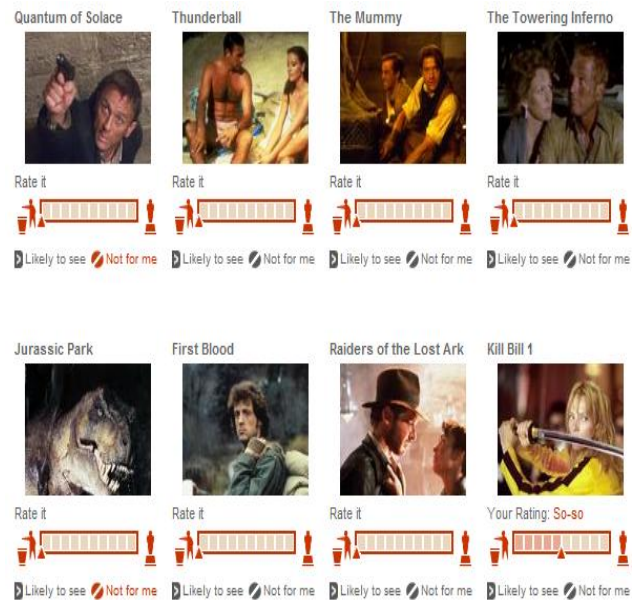 Quantum of Solace Thunderball The Mummy The Towering Inferno
Rate it Rate it Rate it Rate it
Likely to see Not for me Likely to see Not for me Likely to see Not for me Likely to see Not for me
Jurassic Park First Blood Raiders of the Lost Ark Kill Bill 1
Rate it Rate it Rate it Your Rating: So-so
Likely to see Not for me Likely to see Not for me Likely to see Not for me Likely to see Not for me